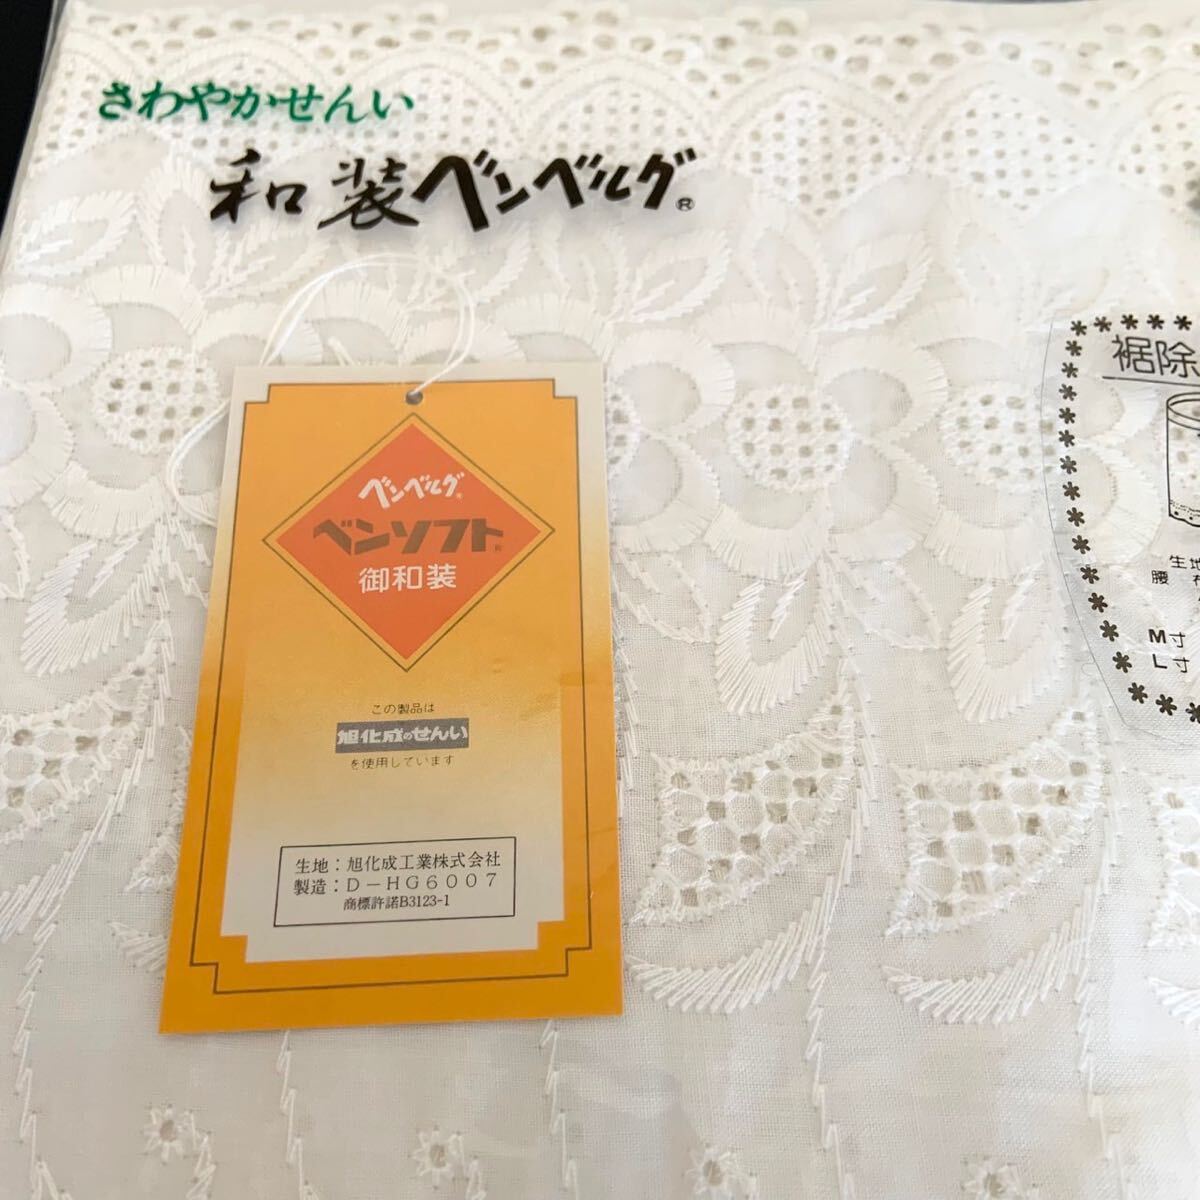 さわやかせんい
和装ベンベルグ®
ベンベルグ®
ベンソフト®
御和装
この製品は
旭化成のせんい
を使用しています
生地：旭化成工業株式会社
製造：D－HG6007
商標許諾B3123-1
裾除
生地
腰
M寸
L寸